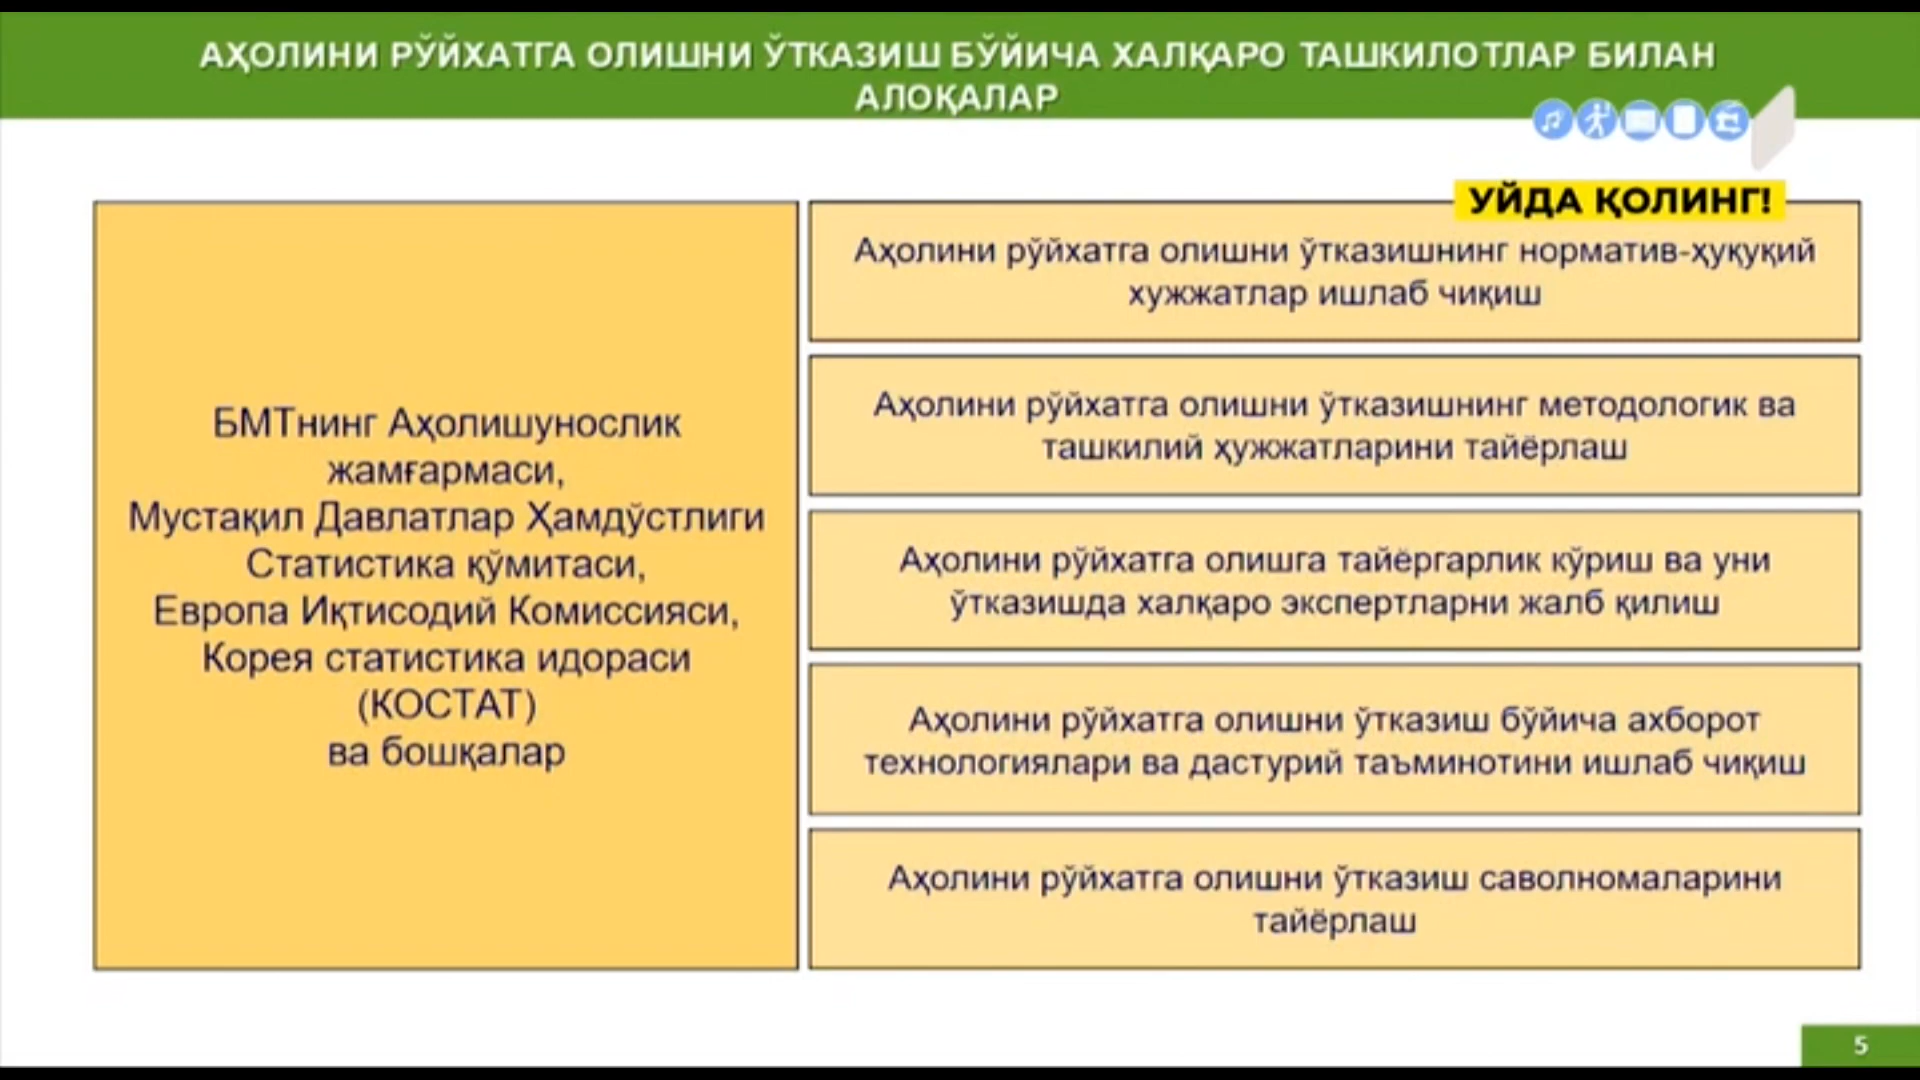 АҲОЛИНИ РЎЙХАТГА ОЛИШНИ ЎТКАЗИШ БЎЙИЧА ХАЛҚАРО ТАШКИЛОТЛАР БИЛАН
АЛОҚАЛАР
УЙДА ҚОЛИНГ!
БМТнинг Аҳолишунослик
жамғармаси,
Мустақил Давлатлар Ҳамдўстлиги
Статистика қўмитаси,
Европа Иқтисодий Комиссияси,
Корея статистика идораси
(КОСТАТ)
ва бошқалар
Аҳолини рўйхатга олишни ўтказишнинг норматив-ҳуқуқий
хужжатлар ишлаб чиқиш
Аҳолини рўйхатга олишни ўтказишнинг методологик ва
ташкилий ҳужжатларини тайёрлаш
Аҳолини рўйхатга олишга тайёргарлик кўриш ва уни
ўтказишда халқаро экспертларни жалб қилиш
Аҳолини рўйхатга олишни ўтказиш бўйича ахборот
технологиялари ва дастурий таъминотини ишлаб чиқиш
Аҳолини рўйхатга олишни ўтказиш саволномаларини
тайёрлаш
5